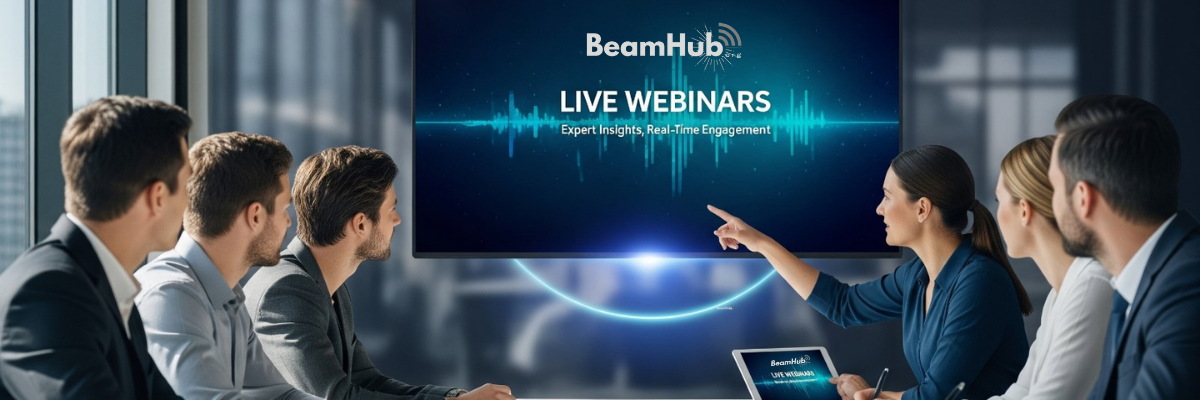 BeamHub
LIVE WEBINARS
Expert Insights, Real-Time Engagement
BeamHub
LIVE WEBINARS